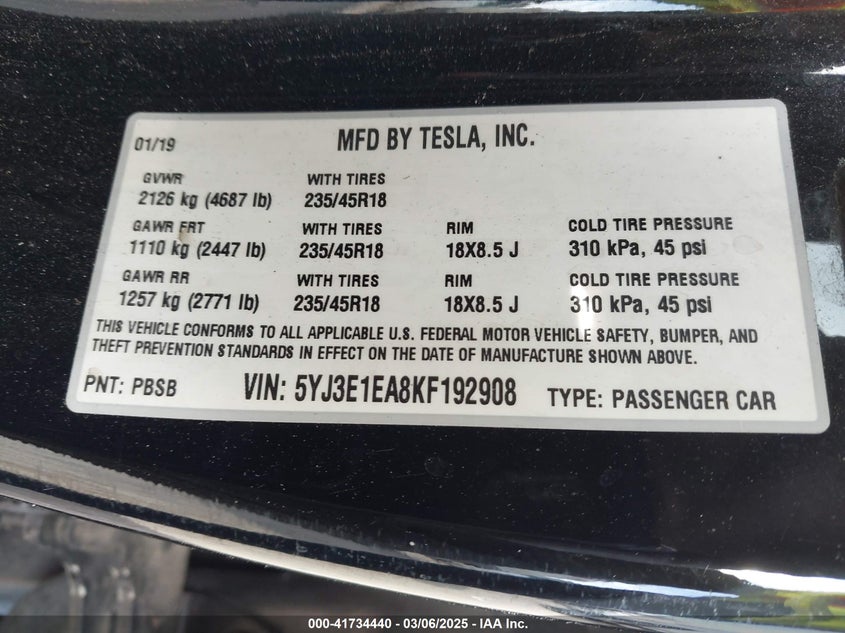 01/19 MFD BY TESLA, INC.
GVWR WITH TIRES
2126 kg (4687 lb) 235/45R18
GAWR FRT WITH TIRES RIM COLD TIRE PRESSURE
1110 kg (2447 lb) 235/45R18 18X8.5 J 310 kPa, 45 psi
GAWR RR WITH TIRES RIM COLD TIRE PRESSURE
1257 kg (2771 lb) 235/45R18 18X8.5 J 310 kPa, 45 psi
THIS VEHICLE CONFORMS TO ALL APPLICABLE U.S. FEDERAL MOTOR VEHICLE SAFETY, BUMPER, AND
THEFT PREVENTION STANDARDS IN EFFECT ON THE DATE OF MANUFACTURE SHOWN ABOVE.
PNT: PBSB VIN: 5YJ3E1EA8KF192908 TYPE: PASSENGER CAR
000-41734440 - 03/06/2025 - IAA Inc.